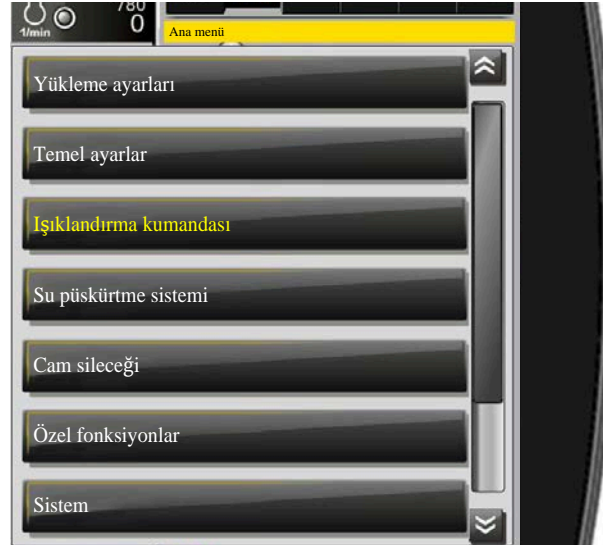 780
1/min
0
Ana menü
Yükleme ayarları
Temel ayarlar
Işıklandırma kumandası
Su püskürtme sistemi
Cam sileceği
Özel fonksiyonlar
Sistem